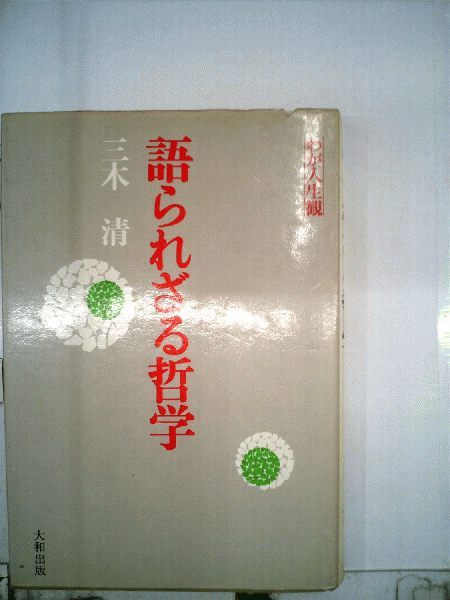 わが人生観
語られざる哲学
三木 清
大和出版